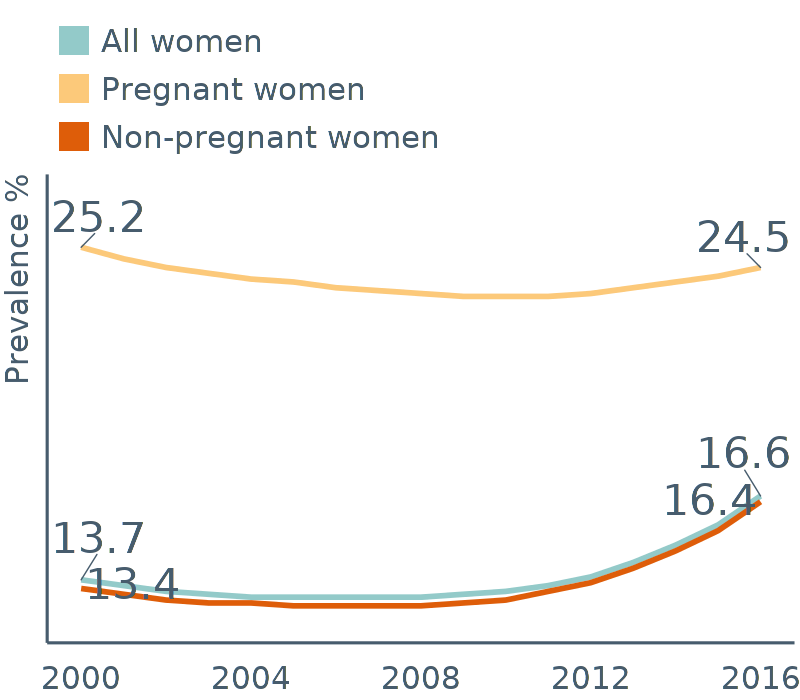 All women
Pregnant women
Non-pregnant women
Prevalence %
25.2
24.5
16.6
16.4
13.7
13.4
2000 2004 2008 2012 2016